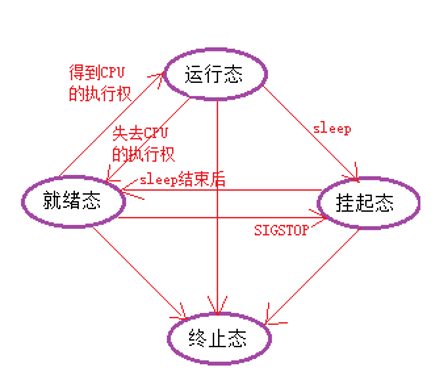 运行态
得到CPU
的执行权
失去CPU
的执行权
sleep
sleep结束后
就绪态
挂起态
SIGSTOP
终止态